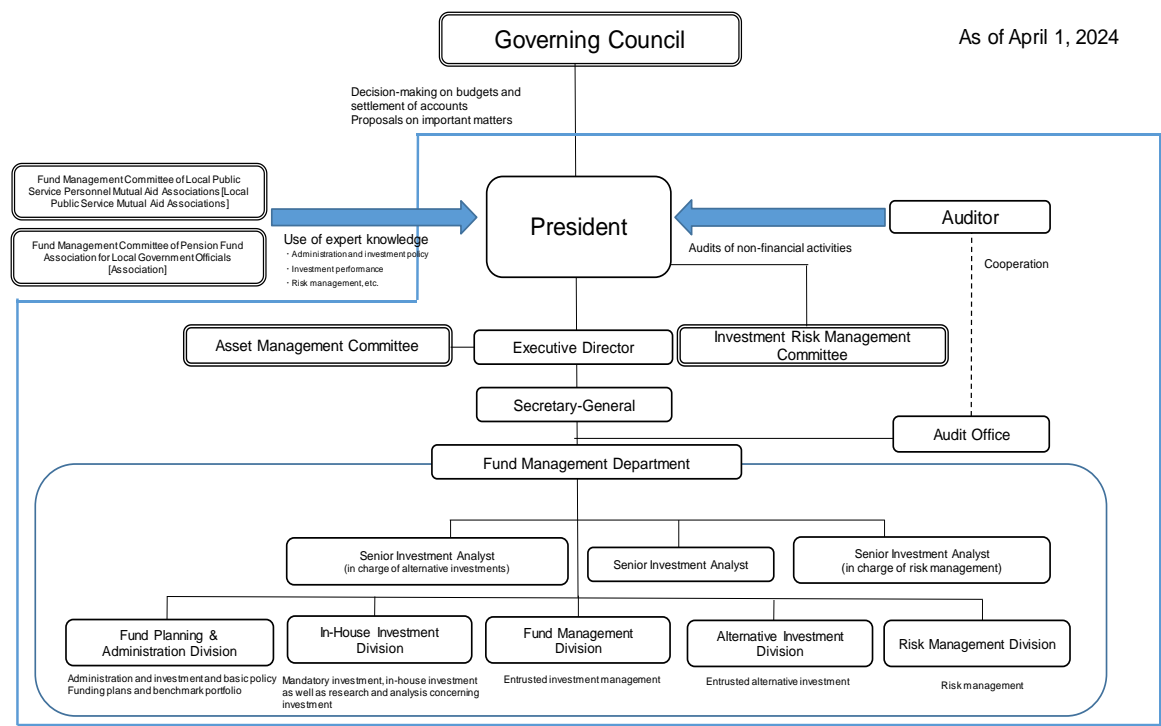 Governing Council
As of April 1, 2024
Decision-making on budgets and
settlement of accounts
Proposals on important matters
Fund Management Committee of Local Public
Service Personnel Mutual Aid Associations [Local
Public Service Mutual Aid Associations]
Fund Management Committee of Pension Fund
Association for Local Government Officials
[Association]
Use of expert knowledge
・Administration and investment policy
・Investment performance
・Risk management, etc.
President
Auditor
Audits of non-financial activities
Cooperation
Asset Management Committee
Executive Director
Investment Risk Management
Committee
Secretary-General
Audit Office
Fund Management Department
Senior Investment Analyst
(in charge of alternative investments)
Senior Investment Analyst
Senior Investment Analyst
(in charge of risk management)
Fund Planning &
Administration Division
In-House Investment
Division
Fund Management
Division
Alternative Investment
Division
Risk Management Division
Administration and investment and basic policy
Funding plans and benchmark portfolio
Mandatory investment, in-house investment
as well as research and analysis concerning
investment
Entrusted investment management
Entrusted alternative investment
Risk management